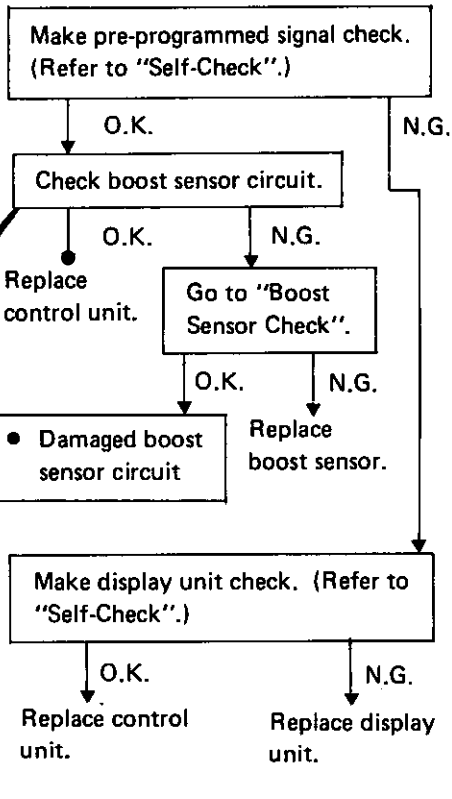 Make pre-programmed signal check.
(Refer to "Self-Check".)
O.K.
N.G.
Check boost sensor circuit.
O.K.
N.G.
Replace
control unit.
Go to "Boost
Sensor Check".
O.K.
N.G.
● Damaged boost
sensor circuit
Replace
boost sensor.
Make display unit check. (Refer to
"Self-Check".)
O.K.
N.G.
Replace control
unit.
Replace display
unit.